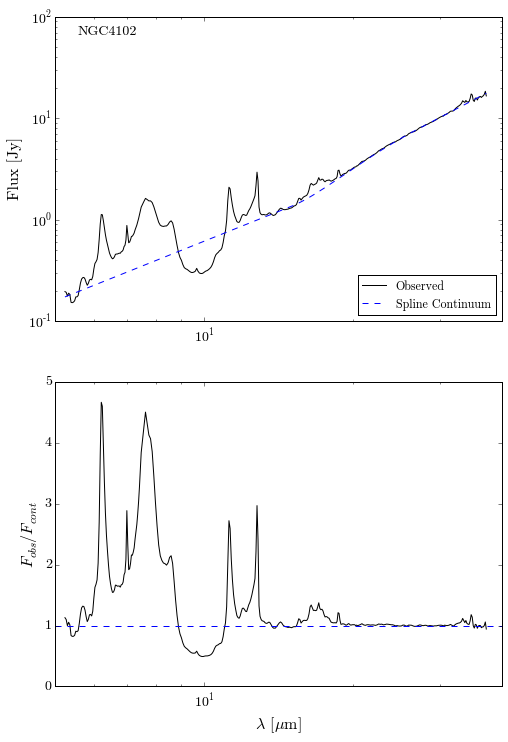 NGC4102
10^2
10^1
10^0
10^-1
Flux [Jy]
Observed
Spline Continuum
10^1
5
4
3
2
1
0
F_obs/F_cont
10^1
λ [μm]